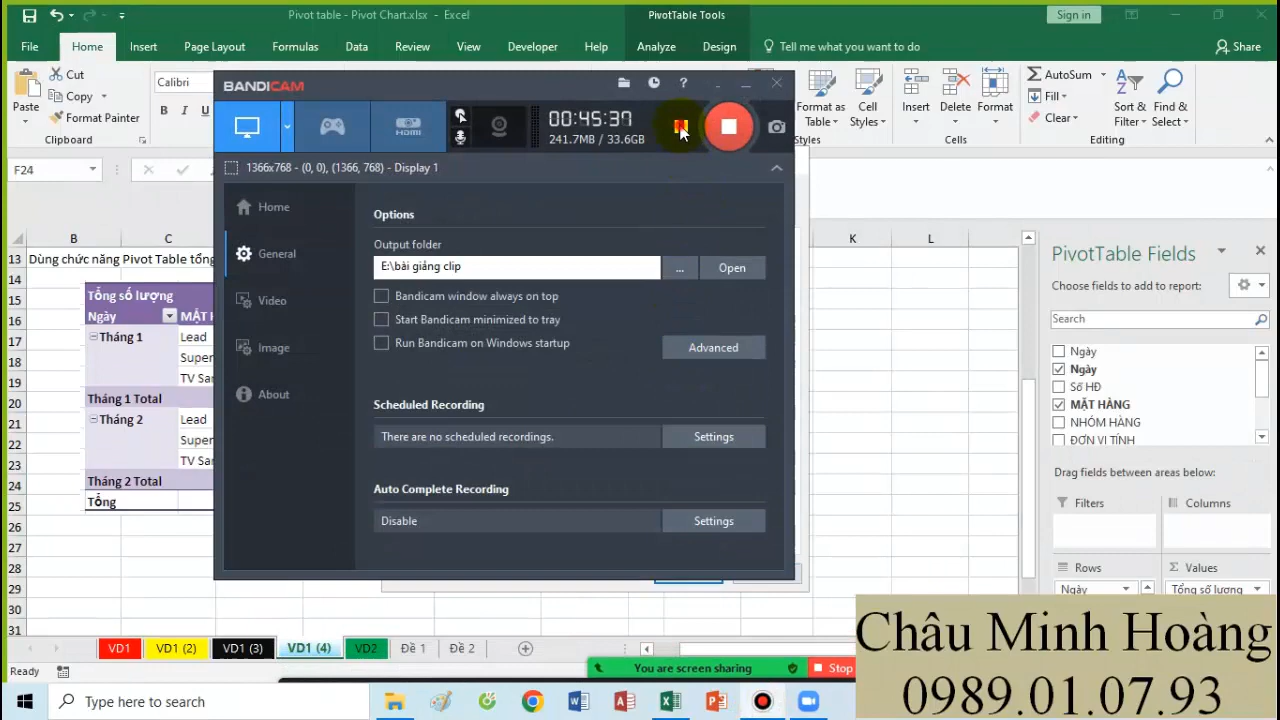 Pivot table - Pivot Chart.xlsx - Excel
PivotTable Tools
Sign in
File Home Insert Page Layout Formulas Data Review View Developer Help Analyze Design Tell me what you want to do Share
Cut
Copy
Format Painter
Paste
Calibri
B I U
Format as Table
Cell Styles
Insert
Delete
Format
AutoSum
Fill
Clear
Sort & Filter
Find & Select
Cells
Editing
F24
BANDICAM
HDMI
00:45:37
241.7MB / 33.6GB
1366x768 - (0, 0), (1366, 768) - Display 1
Home
General
Video
Image
About
Options
Output folder
E:\bài giảng clip
...
Open
Bandicam window always on top
Start Bandicam minimized to tray
Run Bandicam on Windows startup
Advanced
Scheduled Recording
There are no scheduled recordings.
Settings
Auto Complete Recording
Disable
Settings
B C K L
13 Dùng chức năng Pivot Table tổn
14
15 Tổng số lượng
16 Ngày
17 Tháng 1 Lead
18 Super
19 TV Sa
20 Tháng 1 Total
21 Tháng 2 Lead
22 Super
23 TV Sa
24 Tháng 2 Total
25 Tổng
26
27
28
29
30
31
PivotTable Fields
Choose fields to add to report:
Search
Ngày
Ngày
Số HĐ
MẶT HÀNG
NHÓM HÀNG
ĐƠN VỊ TÍNH
Drag fields between areas below:
Filters
Columns
Rows
Values
Ngày
Tổng số lượng
VD1 VD1 (2) VD1 (3) VD1 (4) VD2 Đề 1 Đề 2
Ready
You are screen sharing
Stop
Type here to search
Châu Minh Hoàng
0989.01.07.93